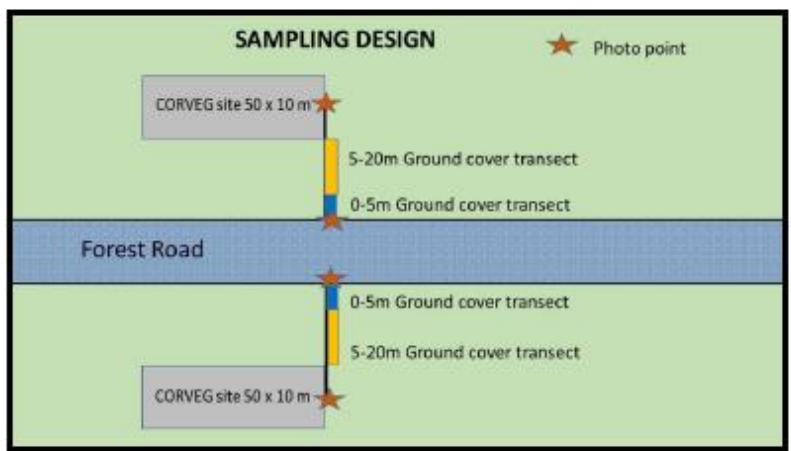 SAMPLING DESIGN
Photo point
CORVEG site 50 x 10 m
5-20m Ground cover transect
0-5m Ground cover transect
Forest Road
0-5m Ground cover transect
5-20m Ground cover transect
CORVEG site 50 x 10 m